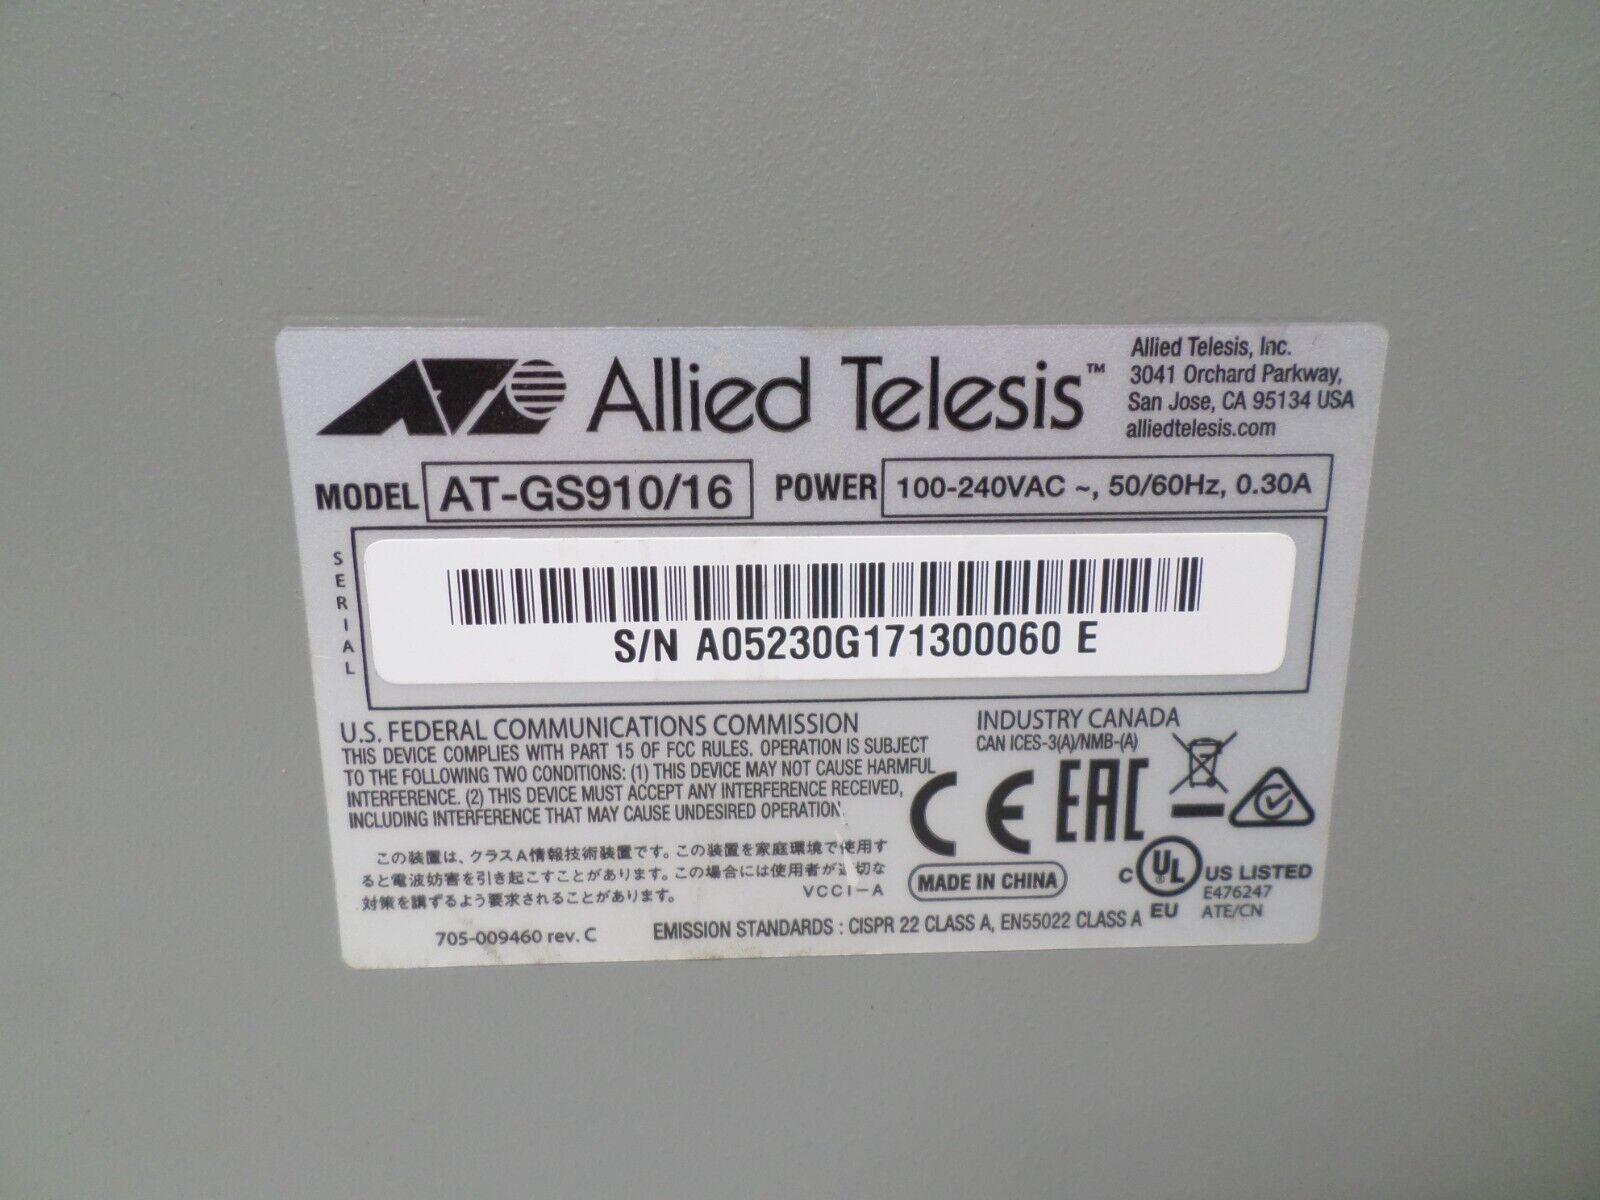 Allied Telesis™
Allied Telesis, Inc.
3041 Orchard Parkway,
San Jose, CA 95134 USA
alliedtelesis.com
MODEL AT-GS910/16 POWER 100-240VAC ~, 50/60Hz, 0.30A
SERIAL
S/N A05230G171300060 E
U.S. FEDERAL COMMUNICATIONS COMMISSION
THIS DEVICE COMPLIES WITH PART 15 OF FCC RULES. OPERATION IS SUBJECT
TO THE FOLLOWING TWO CONDITIONS: (1) THIS DEVICE MAY NOT CAUSE HARMFUL
INTERFERENCE. (2) THIS DEVICE MUST ACCEPT ANY INTERFERENCE RECEIVED,
INCLUDING INTERFERENCE THAT MAY CAUSE UNDESIRED OPERATION
INDUSTRY CANADA
CAN ICES-3(A)/NMB-(A)
CE EAC
この装置は、クラスA情報技術装置です。この装置を家庭環境で使用す
ると電波妨害を引き起こすことがあります。この場合には使用者が適切な
対策を講ずるよう要求されることがあります。
VCCI-A
MADE IN CHINA
C UL US LISTED
E476247
EU ATE/CN
705-009460 rev. C
EMISSION STANDARDS : CISPR 22 CLASS A, EN55022 CLASS A